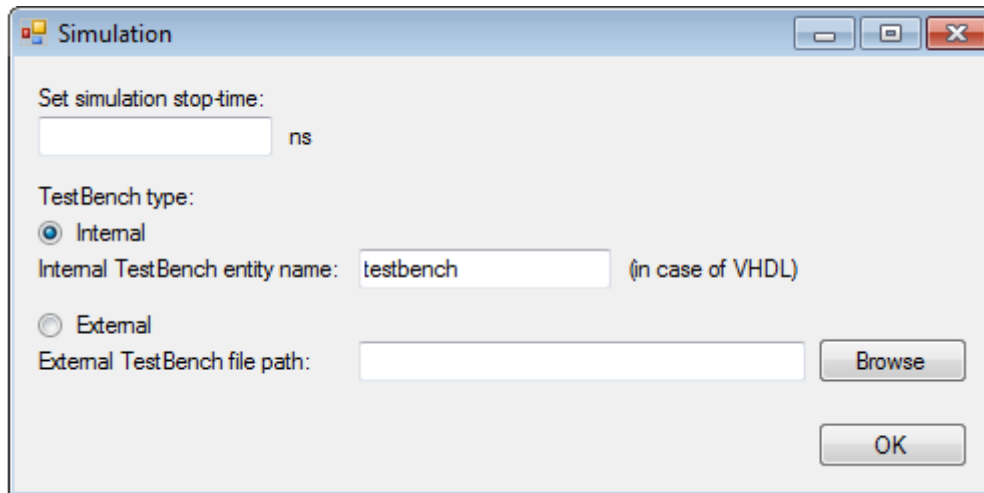 Simulation
Set simulation stop-time:
ns
TestBench type:
Internal
Internal TestBench entity name: testbench (in case of VHDL)
External
External TestBench file path: Browse
OK